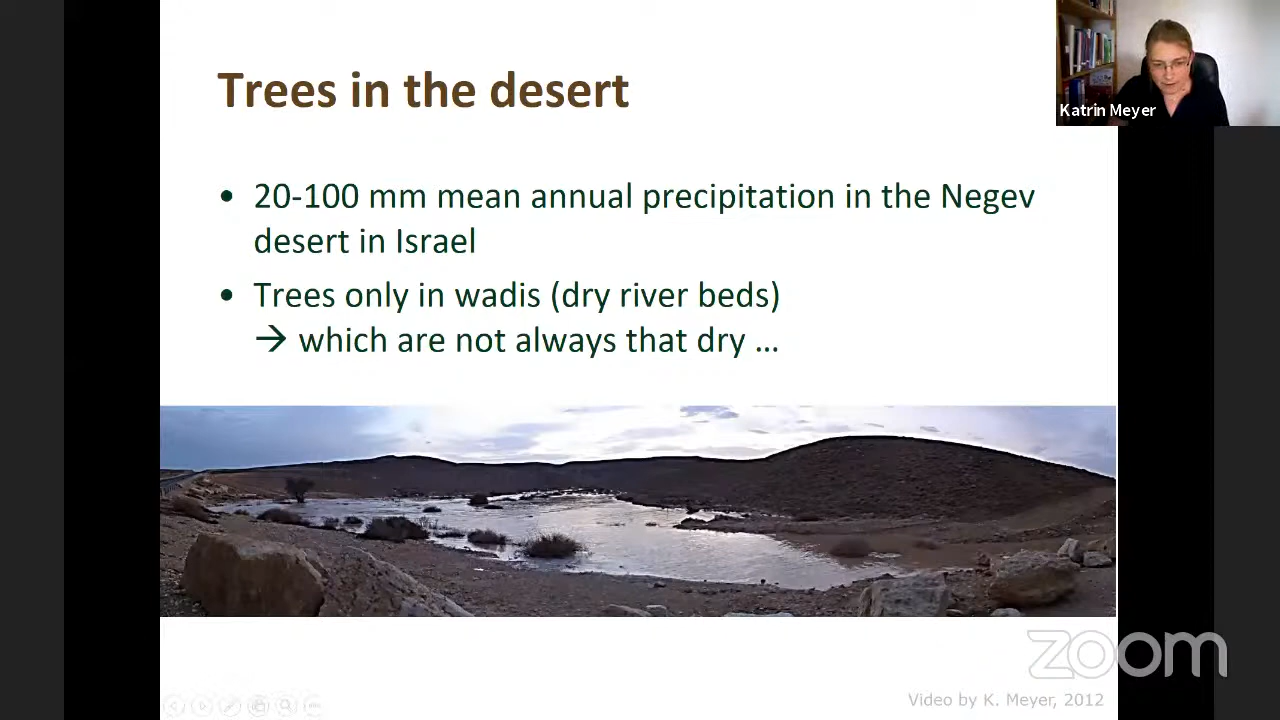 Trees in the desert
Katrin Meyer
• 20-100 mm mean annual precipitation in the Negev
desert in Israel
• Trees only in wadis (dry river beds)
→ which are not always that dry …
zoom
Video by K. Meyer, 2012